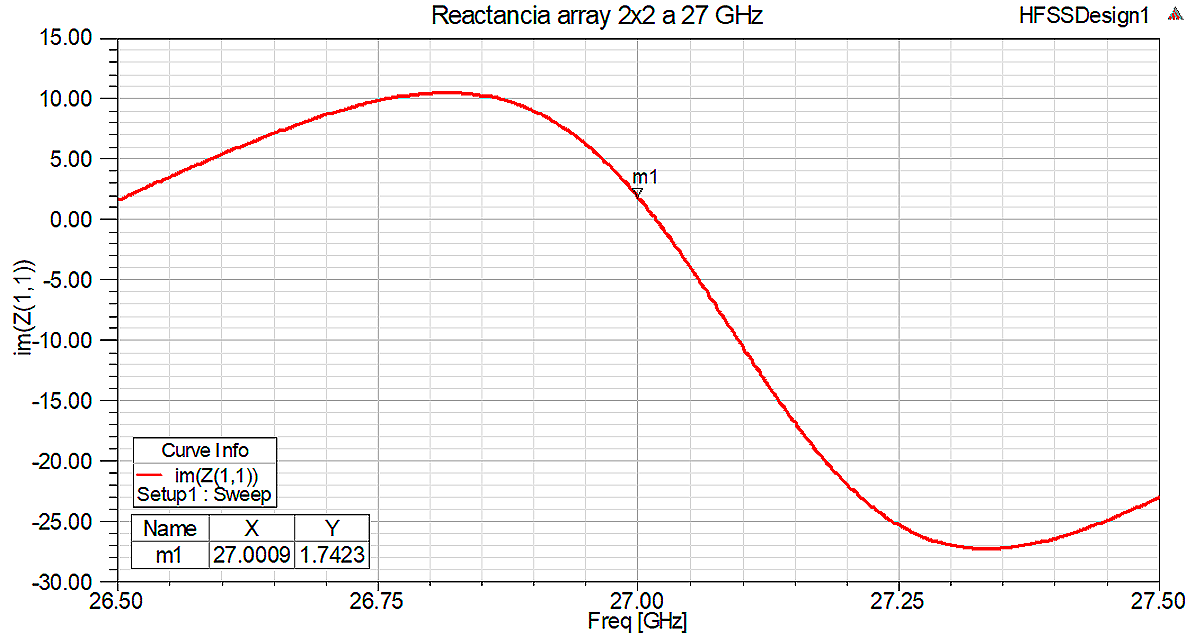 Reactancia array 2x2 a 27 GHz
HFSSDesign1
15.00
10.00
5.00
0.00
-5.00
-10.00
-15.00
-20.00
-25.00
-30.00
im(Z(1,1))
m1
Curve Info
im(Z(1,1))
Setup1 : Sweep
Name X Y
m1 27.0009 1.7423
26.50 26.75 27.00 27.25 27.50
Freq [GHz]